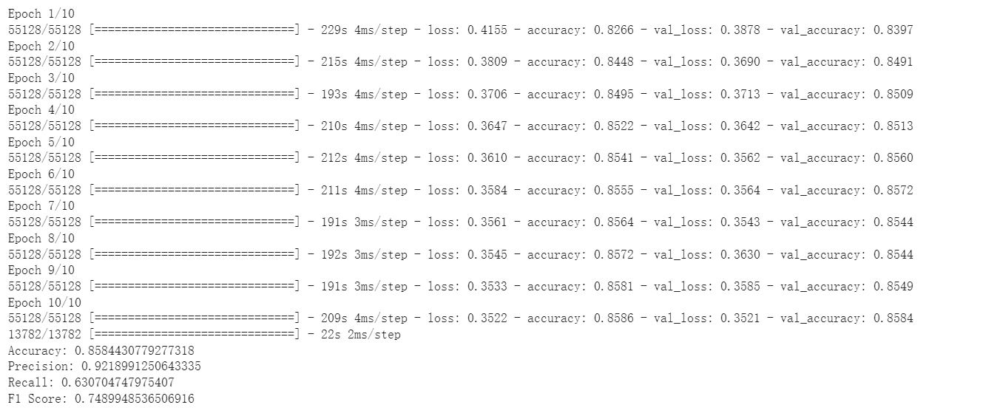 Epoch 1/10
55128/55128 [==============================] - 229s 4ms/step - loss: 0.4155 - accuracy: 0.8266 - val_loss: 0.3878 - val_accuracy: 0.8397
Epoch 2/10
55128/55128 [==============================] - 215s 4ms/step - loss: 0.3809 - accuracy: 0.8448 - val_loss: 0.3690 - val_accuracy: 0.8491
Epoch 3/10
55128/55128 [==============================] - 193s 4ms/step - loss: 0.3706 - accuracy: 0.8495 - val_loss: 0.3713 - val_accuracy: 0.8509
Epoch 4/10
55128/55128 [==============================] - 210s 4ms/step - loss: 0.3647 - accuracy: 0.8522 - val_loss: 0.3642 - val_accuracy: 0.8513
Epoch 5/10
55128/55128 [==============================] - 212s 4ms/step - loss: 0.3610 - accuracy: 0.8541 - val_loss: 0.3562 - val_accuracy: 0.8560
Epoch 6/10
55128/55128 [==============================] - 211s 4ms/step - loss: 0.3584 - accuracy: 0.8555 - val_loss: 0.3564 - val_accuracy: 0.8572
Epoch 7/10
55128/55128 [==============================] - 191s 3ms/step - loss: 0.3561 - accuracy: 0.8564 - val_loss: 0.3543 - val_accuracy: 0.8544
Epoch 8/10
55128/55128 [==============================] - 192s 3ms/step - loss: 0.3545 - accuracy: 0.8572 - val_loss: 0.3630 - val_accuracy: 0.8544
Epoch 9/10
55128/55128 [==============================] - 191s 3ms/step - loss: 0.3533 - accuracy: 0.8581 - val_loss: 0.3585 - val_accuracy: 0.8549
Epoch 10/10
55128/55128 [==============================] - 209s 4ms/step - loss: 0.3522 - accuracy: 0.8586 - val_loss: 0.3521 - val_accuracy: 0.8584
13782/13782 [==============================] - 22s 2ms/step
Accuracy: 0.8584430779277318
Precision: 0.9218991250643335
Recall: 0.630704747975407
F1 Score: 0.7489948536506916